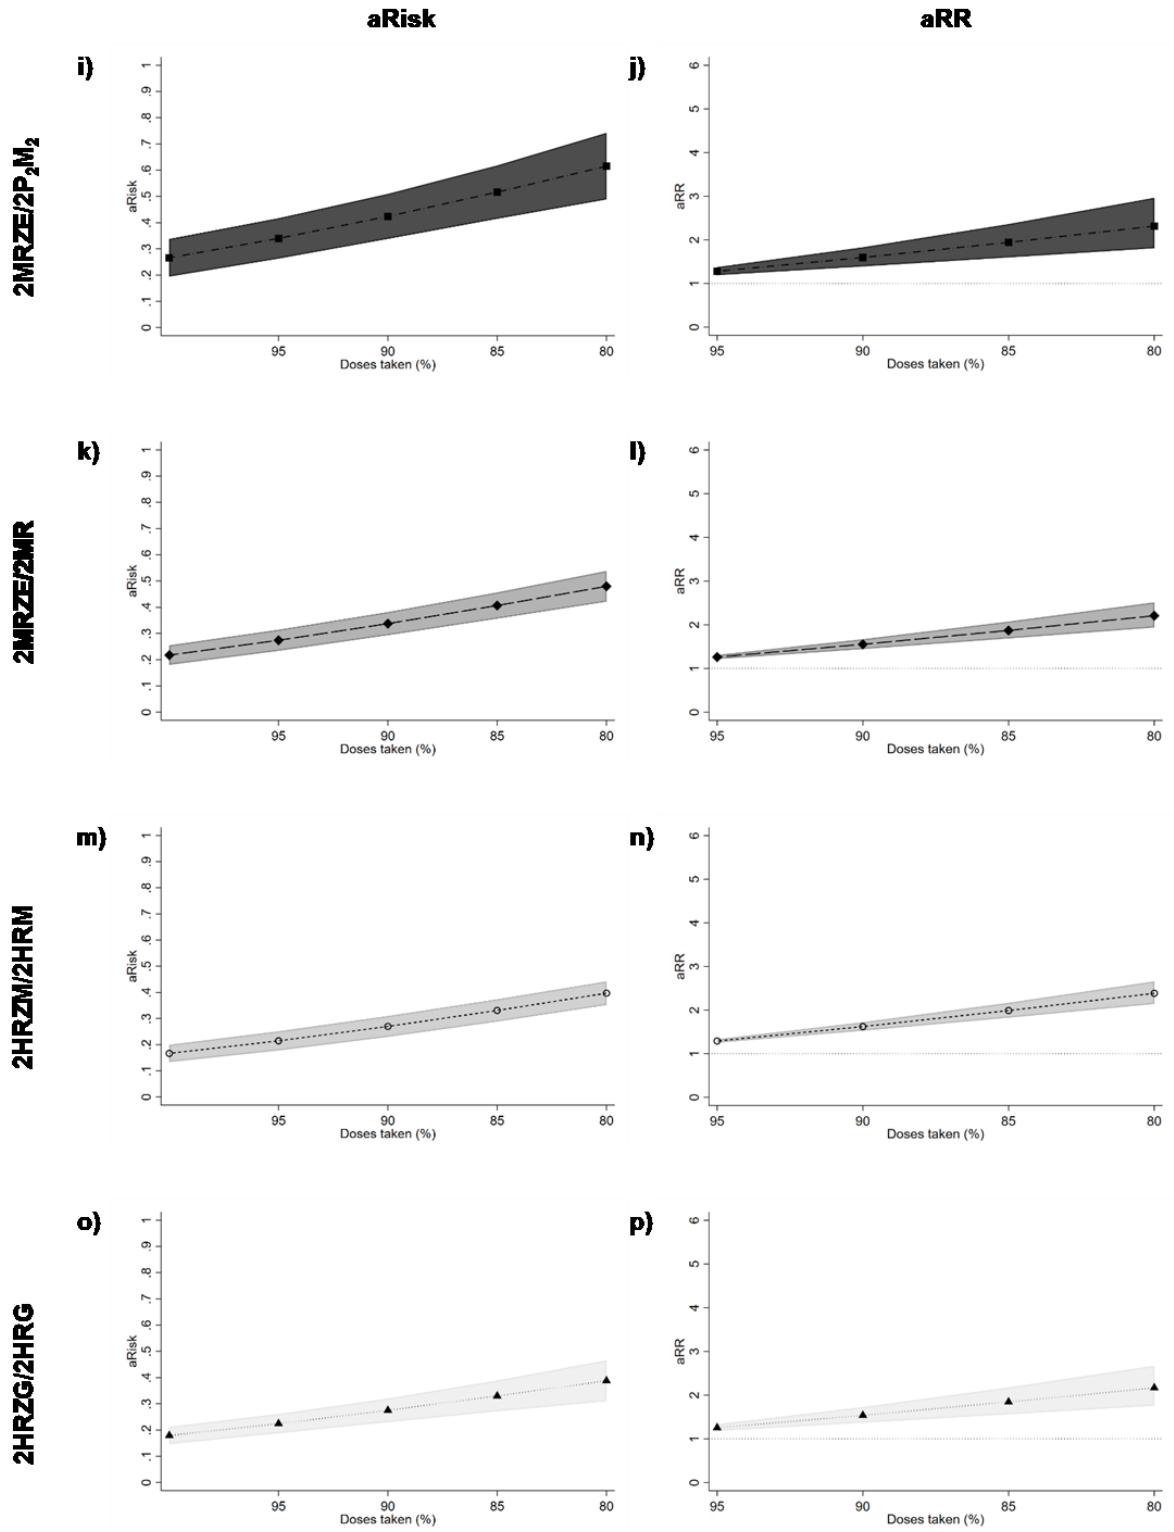 aRisk aRR
2MRZE/2P₂M₂
i)
1
.9
.8
.7
.6
.5
.4
.3
.2
.1
0
aRisk
95 90 85 80
Doses taken (%)
j)
6
5
4
3
2
1
0
aRR
95 90 85 80
Doses taken (%)
2MRZE/2MR
k)
1
.9
.8
.7
.6
.5
.4
.3
.2
.1
0
aRisk
95 90 85 80
Doses taken (%)
l)
6
5
4
3
2
1
0
aRR
95 90 85 80
Doses taken (%)
2HRZM/2HRM
m)
1
.9
.8
.7
.6
.5
.4
.3
.2
.1
0
aRisk
95 90 85 80
Doses taken (%)
n)
6
5
4
3
2
1
0
aRR
95 90 85 80
Doses taken (%)
2HRZG/2HRG
o)
1
.9
.8
.7
.6
.5
.4
.3
.2
.1
0
aRisk
95 90 85 80
Doses taken (%)
p)
6
5
4
3
2
1
0
aRR
95 90 85 80
Doses taken (%)